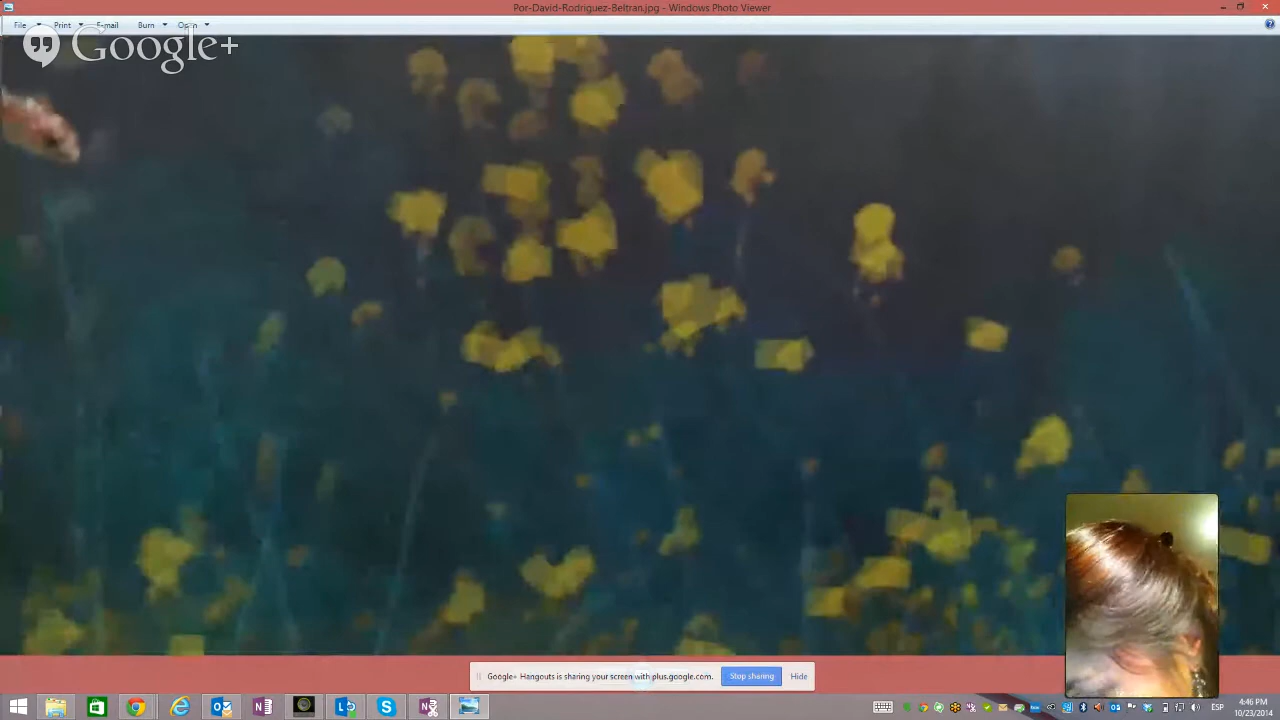 Por-David-Rodriguez-Beltran.jpg - Windows Photo Viewer
File Print E-mail Burn Open
Google+
Google+ Hangouts is sharing your screen with plus.google.com. Stop sharing Hide
ESP
4:46 PM
10/23/2014